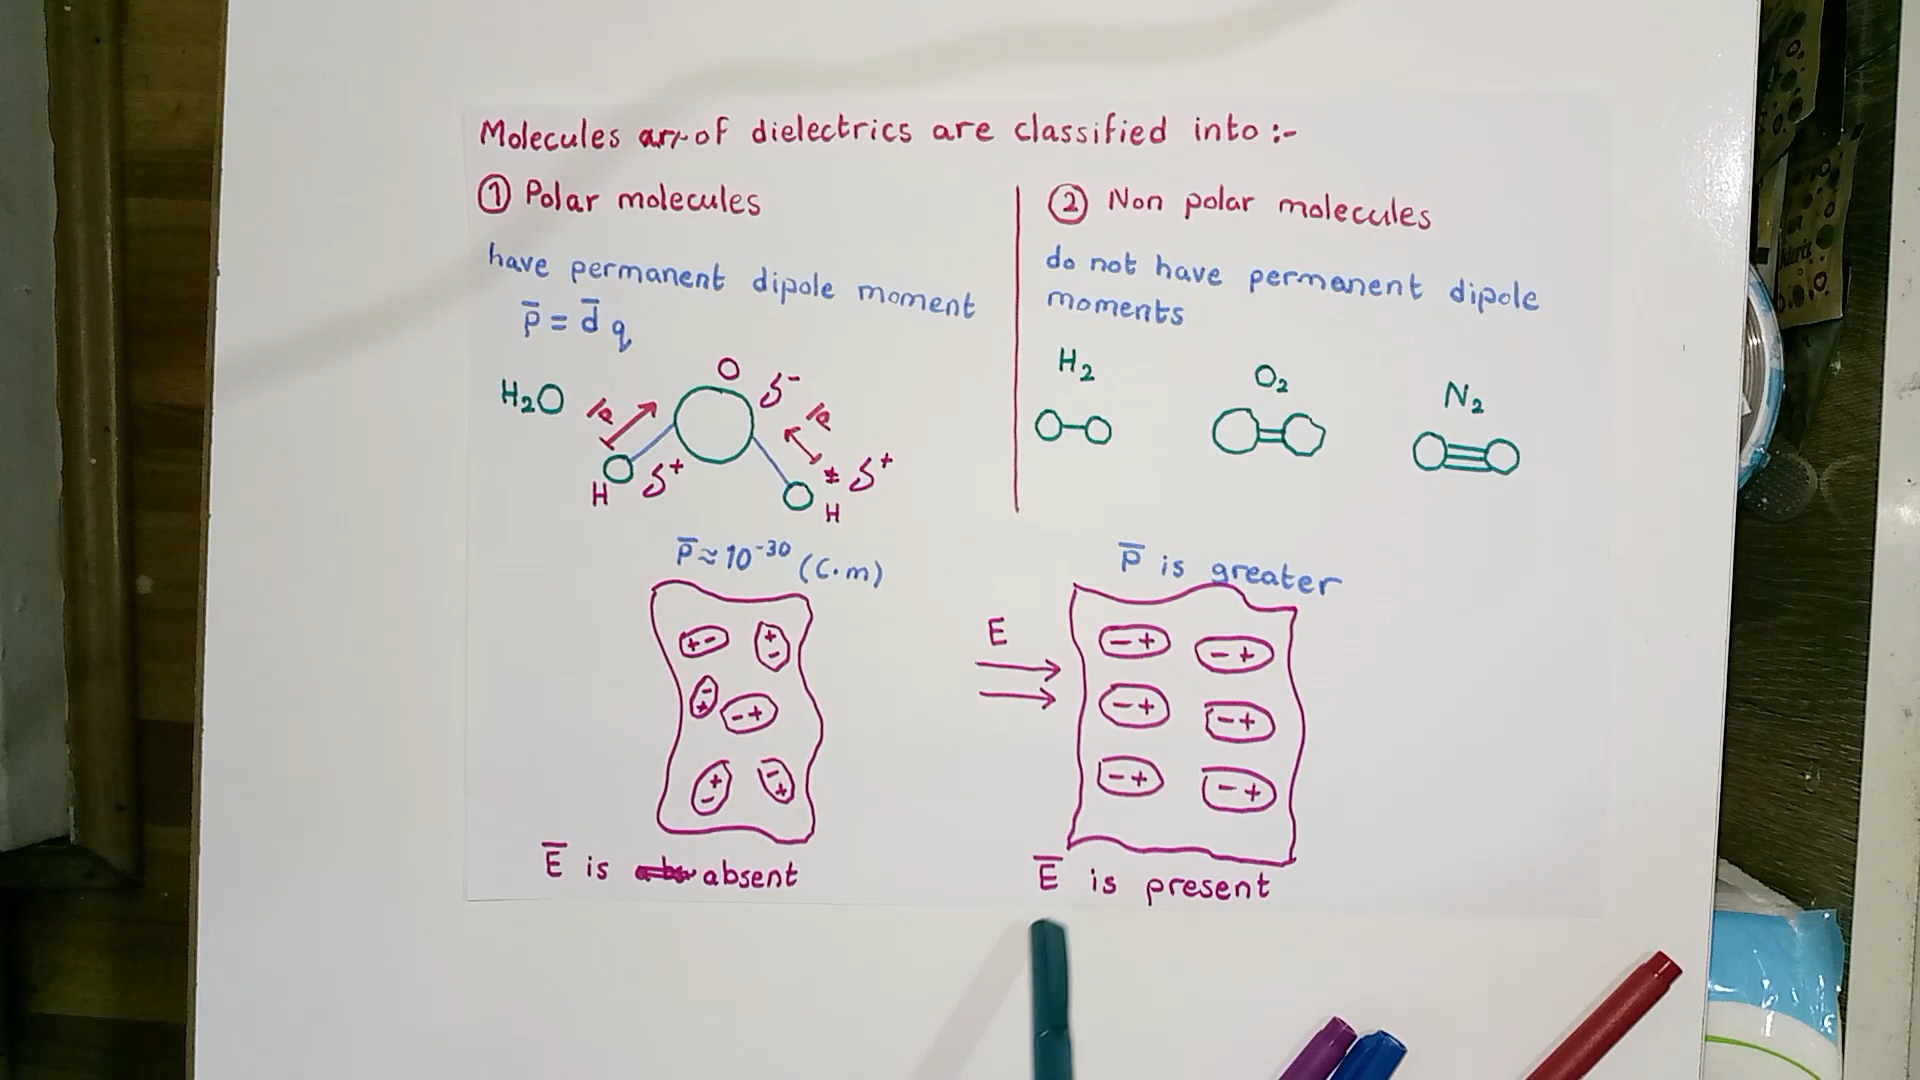 Molecules of dielectrics are classified into :-
① Polar molecules
have permanent dipole moment
p̄ = d̄ q
H₂O
O
δ⁻
H
δ⁺
δ⁺
H
② Non polar molecules
do not have permanent dipole
moments
H₂
O₂
N₂
P̄ ≈ 10⁻³⁰ (C.m)
+ -
+
-
-
+
- +
+
-
-
+
Ē is absent
P̄ is greater
E
- + - +
- + - +
- + - +
Ē is present